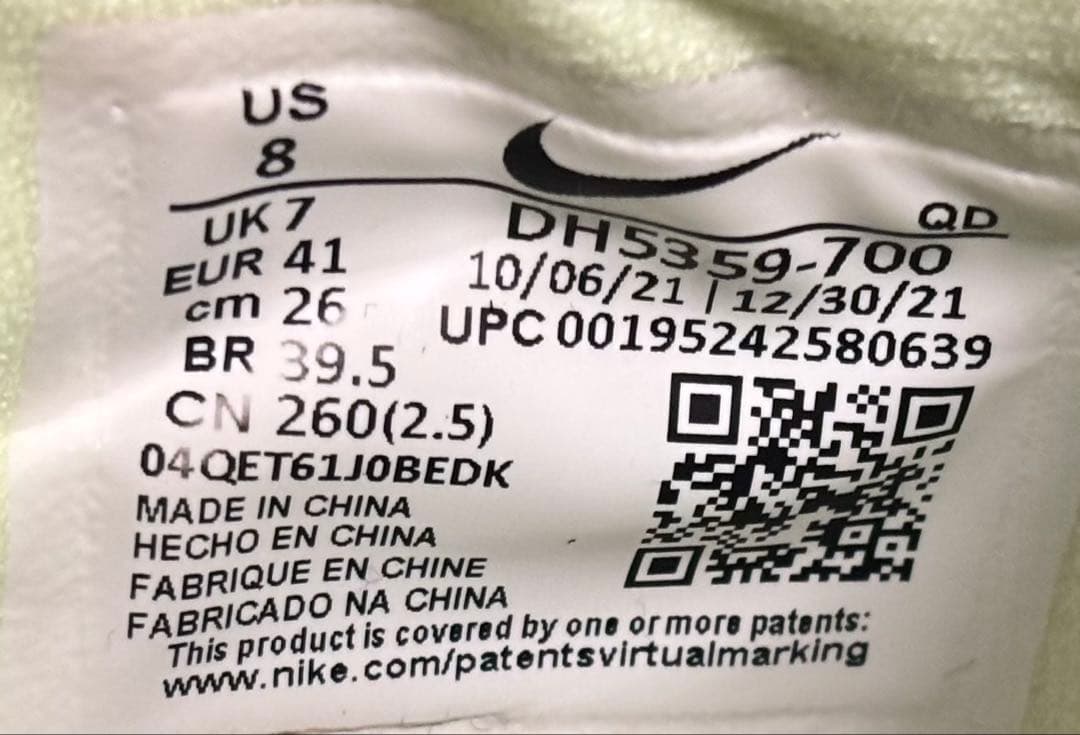 US
8
QD
UK 7
DH5359-700
EUR 41
10/06/21 | 12/30/21
cm 26
UPC 00195242580639
BR 39.5
CN 260(2.5)
04QET61J0BEDK
MADE IN CHINA
HECHO EN CHINA
FABRIQUE EN CHINE
FABRICADO NA CHINA
This product is covered by one or more patents:
www.nike.com/patentsvirtualmarking